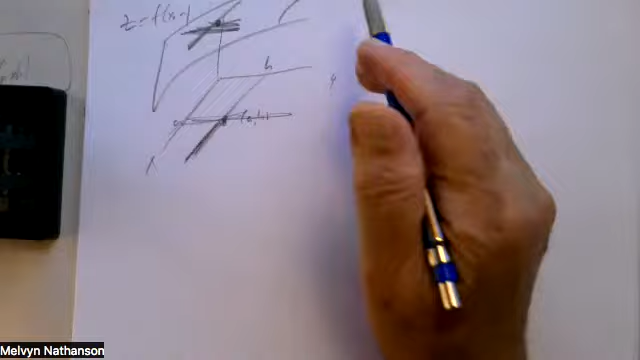 z = f(x,y)
b
y
a
(a,b)
x
Melvyn Nathanson